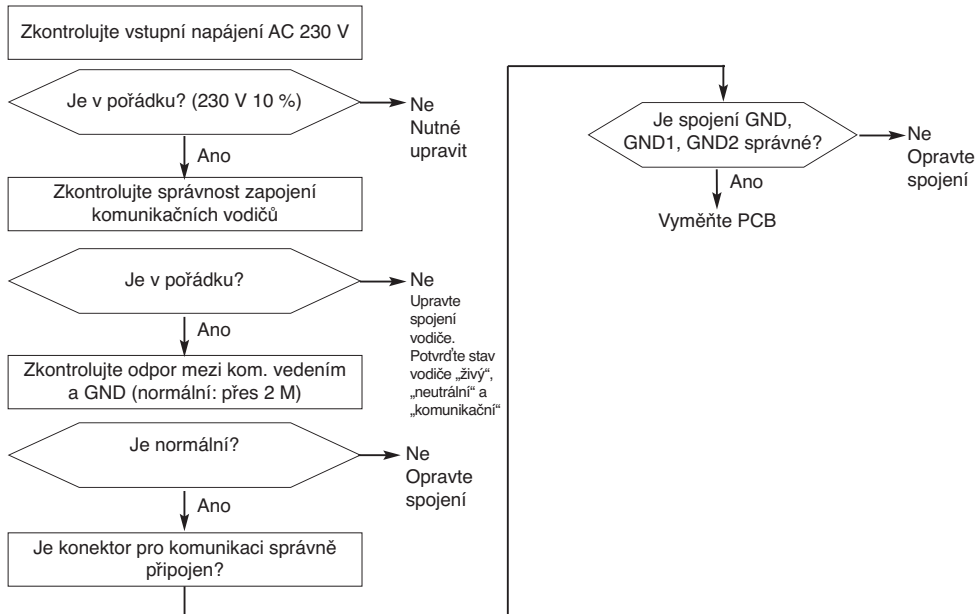 Zkontrolujte vstupní napájení AC 230 V
Je v pořádku? (230 V 10 %)
Ne
Nutné
upravit
Ano
Zkontrolujte správnost zapojení
komunikačních vodičů
Je v pořádku?
Ne
Upravte
spojení
vodiče.
Potvrďte stav
vodiče „živý“,
„neutrální“ a
„komunikační“
Ano
Zkontrolujte odpor mezi kom. vedením
a GND (normální: přes 2 M)
Je normální?
Ne
Opravte
spojení
Ano
Je konektor pro komunikaci správně
připojen?
Je spojení GND,
GND1, GND2 správné?
Ne
Opravte
spojení
Ano
Vyměňte PCB